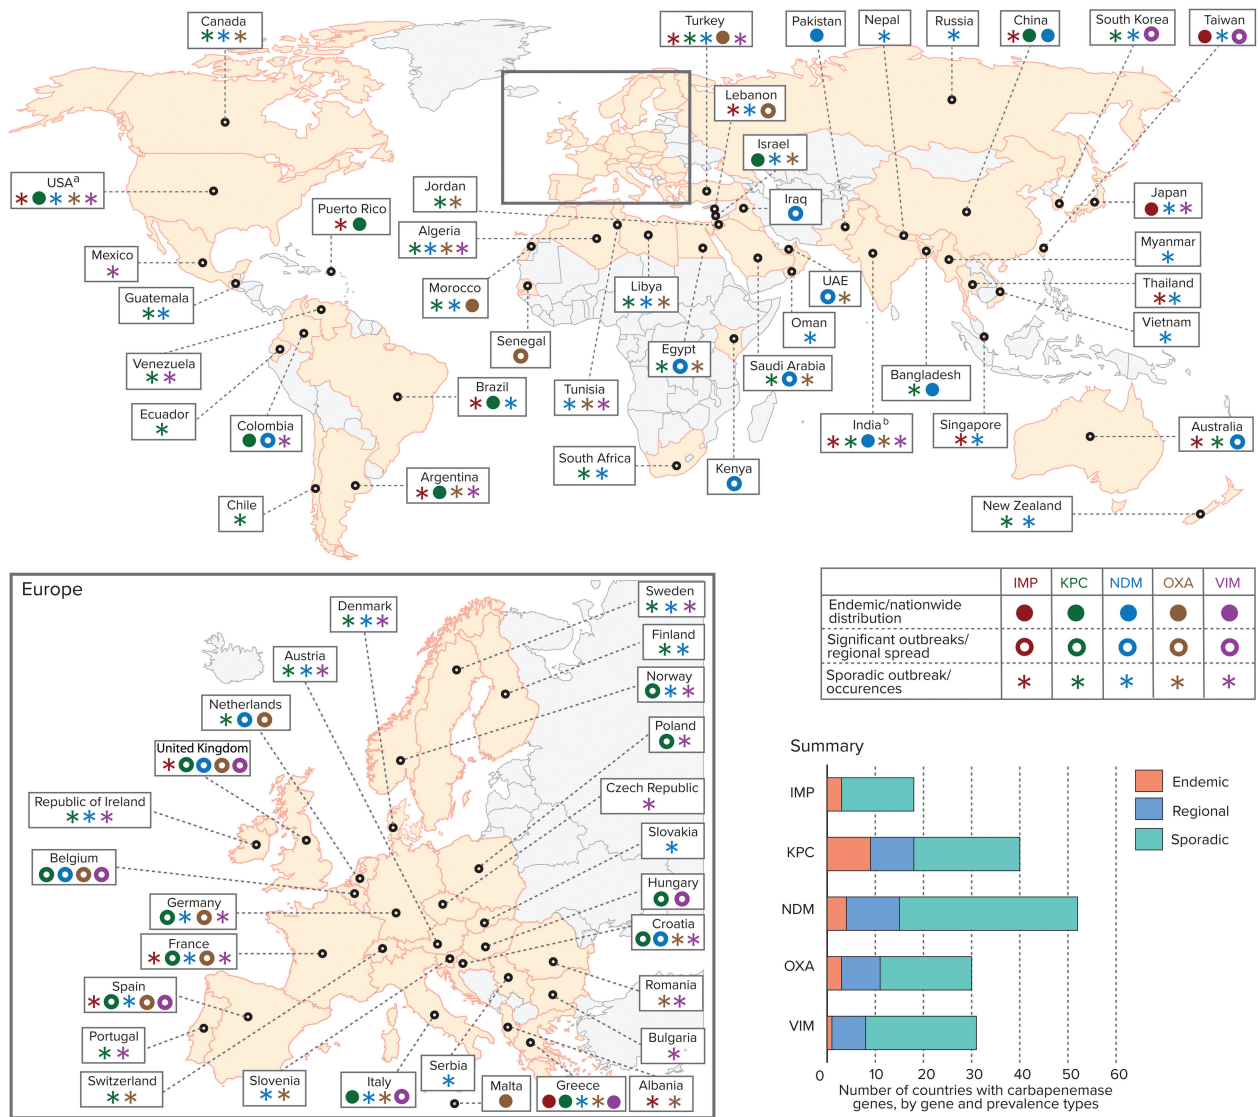 Canada
Turkey
Pakistan
Nepal
Russia
China
South Korea
Taiwan
Lebanon
Israel
USAa
Puerto Rico
Jordan
Iraq
Japan
Algeria
Mexico
Myanmar
Morocco
Libya
UAE
Thailand
Guatemala
Oman
Vietnam
Senegal
Egypt
Venezuela
Saudi Arabia
Bangladesh
Brazil
Tunisia
Ecuador
Colombia
Indiab
Singapore
Australia
South Africa
Kenya
Argentina
Chile
New Zealand
Europe
Sweden
Denmark
Finland
Austria
Norway
Netherlands
Poland
United Kingdom
Czech Republic
Republic of Ireland
Slovakia
Belgium
Hungary
Germany
Croatia
France
Spain
Romania
Portugal
Bulgaria
Switzerland
Slovenia
Italy
Serbia
Malta
Greece
Albania
IMP KPC NDM OXA VIM
Endemic/nationwide
distribution
Significant outbreaks/
regional spread
Sporadic outbreak/
occurences
Summary
IMP
KPC
NDM
OXA
VIM
Endemic
Regional
Sporadic
0 10 20 30 40 50 60
Number of countries with carbapenemase
genes, by gene and prevalence types